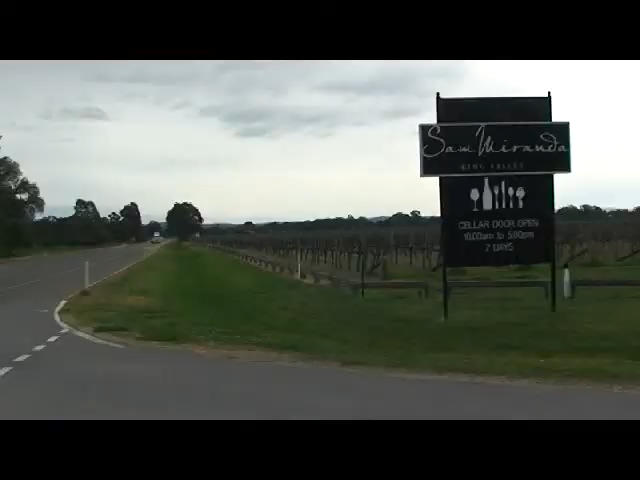 Sam Miranda
KING VALLEY
CELLAR DOOR OPEN
10.00am to 5.00pm
7 DAYS